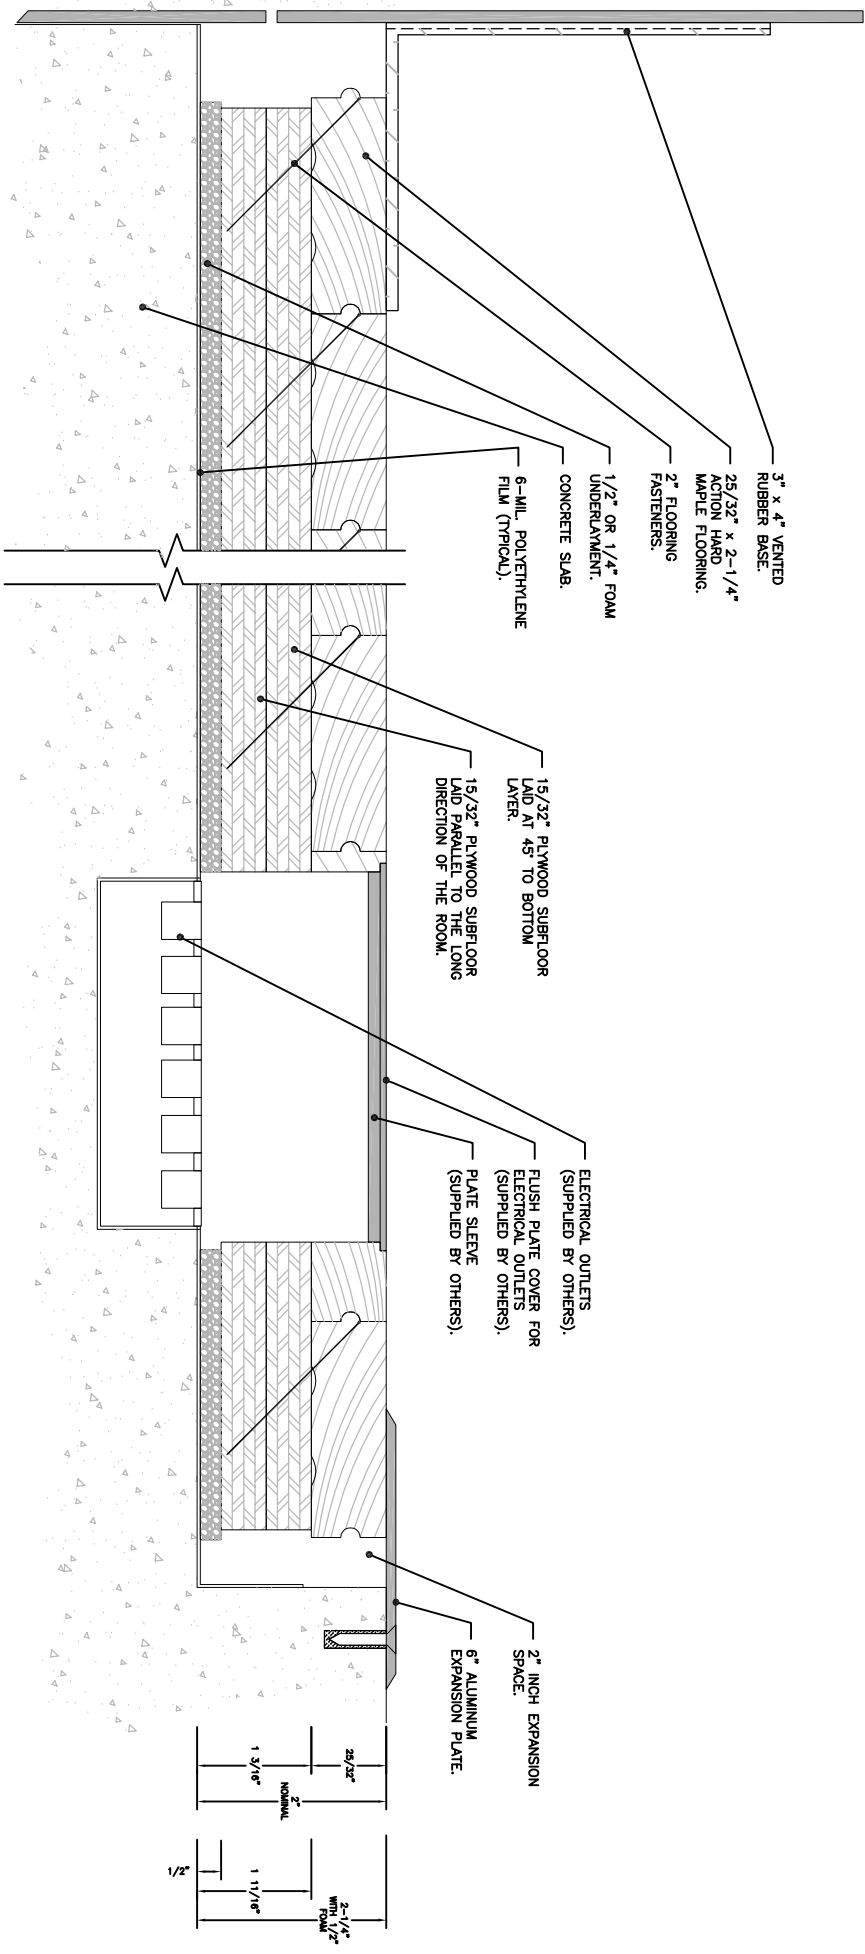 3" x 4" VENTED
RUBBER BASE.
25/32" x 2-1/4"
ACTION HARD
MAPLE FLOORING.
2" FLOORING
FASTENERS.
1/2" OR 1/4" FOAM
UNDERLAYMENT.
CONCRETE SLAB.
6-MIL. POLYETHYLENE
FILM (TYPICAL).
15/32" PLYWOOD SUBFLOOR
LAID AT 45° TO BOTTOM
LAYER.
15/32" PLYWOOD SUBFLOOR
LAID PARALLEL TO THE LONG
DIRECTION OF THE ROOM.
ELECTRICAL OUTLETS
(SUPPLIED BY OTHERS).
FLUSH PLATE COVER FOR
ELECTRICAL OUTLETS
(SUPPLIED BY OTHERS).
PLATE SLEEVE
(SUPPLIED BY OTHERS).
2" INCH EXPANSION
SPACE.
6" ALUMINUM
EXPANSION PLATE.
25/32"
1 3/16"
2"
NOMINAL
1/2"
1 11/16"
2-1/4"
WITH 1/2"
FOAM